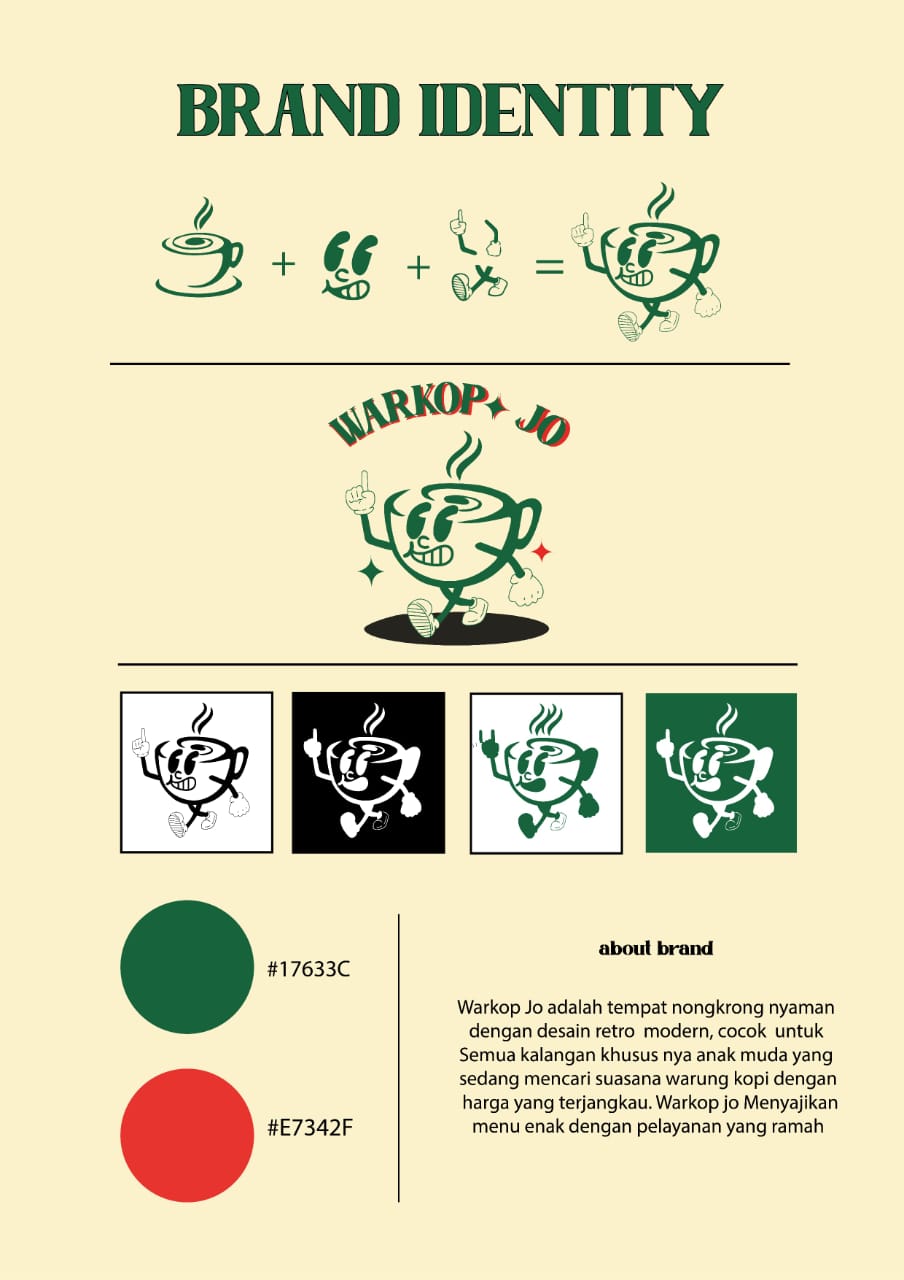 BRAND IDENTITY
+ + =
WARKOP JO
#17633C
#E7342F
about brand
Warkop Jo adalah tempat nongkrong nyaman
dengan desain retro modern, cocok untuk
Semua kalangan khusus nya anak muda yang
sedang mencari suasana warung kopi dengan
harga yang terjangkau. Warkop jo Menyajikan
menu enak dengan pelayanan yang ramah